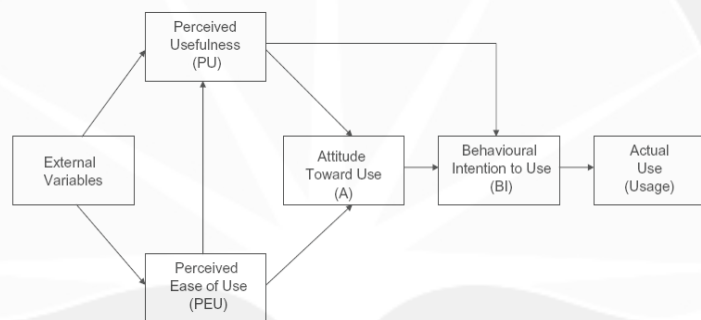 Perceived
Usefulness
(PU)
External
Variables
Attitude
Toward Use
(A)
Behavioural
Intention to Use
(BI)
Actual
Use
(Usage)
Perceived
Ease of Use
(PEU)